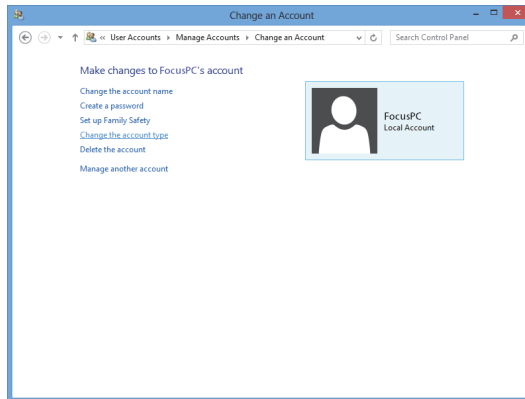 Change an Account
« User Accounts ▸ Manage Accounts ▸ Change an Account
Search Control Panel
Make changes to FocusPC's account
Change the account name
Create a password
Set up Family Safety
Change the account type
Delete the account
Manage another account
FocusPC
Local Account